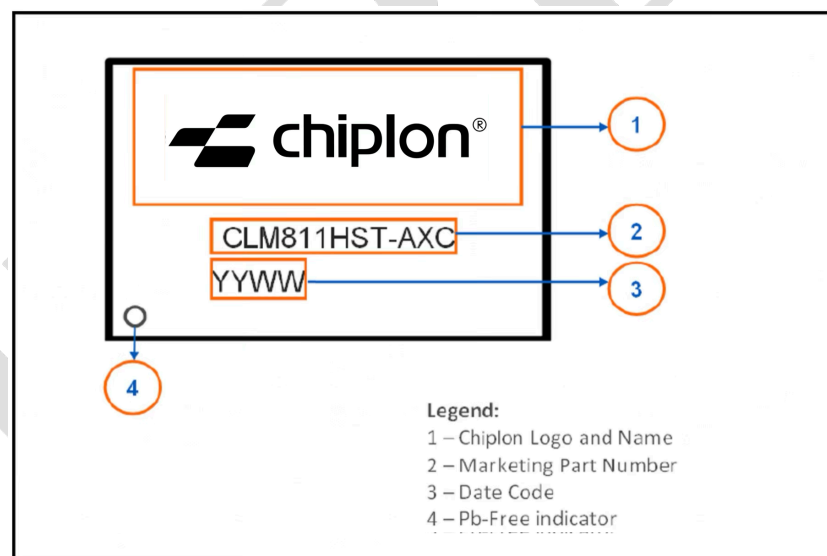 chiplon®
1
CLM811HST-AXC
2
YYWW
3
4
Legend:
1 – Chiplon Logo and Name
2 – Marketing Part Number
3 – Date Code
4 – Pb-Free indicator